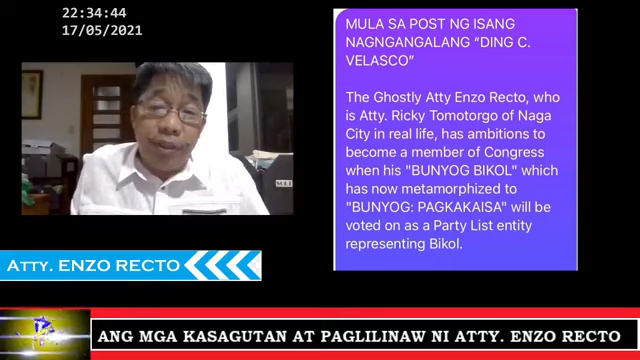 22:34:44
17/05/2021
MULA SA POST NG ISANG
NAGNGANGALANG “DING C.
VELASCO”
The Ghostly Atty Enzo Recto, who
is Atty. Ricky Tomotorgo of Naga
City in real life, has ambitions to
become a member of Congress
when his "BUNYOG BIKOL" which
has now metamorphized to
"BUNYOG: PAGKAKAISA" will be
voted on as a Party List entity
representing Bikol.
ATTY. ENZO RECTO
ANG MGA KASAGUTAN AT PAGLILINAW NI ATTY. ENZO RECTO